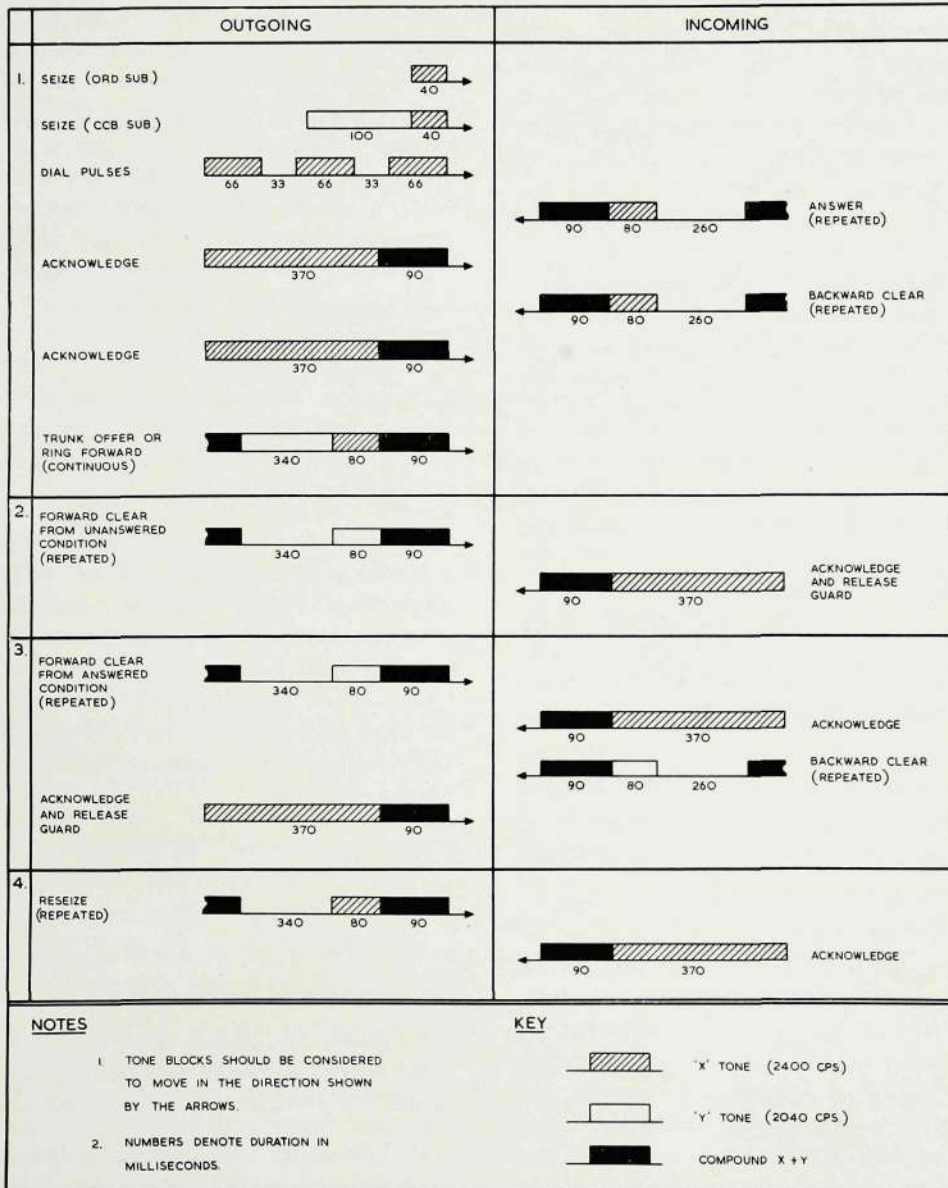 OUTGOING
INCOMING
1.
SEIZE (ORD SUB)
40
SEIZE (CCB SUB)
100 40
DIAL PULSES
66 33 66 33 66
ANSWER
(REPEATED)
90 80 260
ACKNOWLEDGE
370 90
BACKWARD CLEAR
(REPEATED)
90 80 260
ACKNOWLEDGE
370 90
TRUNK OFFER OR
RING FORWARD
(CONTINUOUS)
340 80 90
2.
FORWARD CLEAR
FROM UNANSWERED
CONDITION
(REPEATED)
340 80 90
ACKNOWLEDGE
AND RELEASE
GUARD
90 370
3.
FORWARD CLEAR
FROM ANSWERED
CONDITION
(REPEATED)
340 80 90
ACKNOWLEDGE
90 370
BACKWARD CLEAR
(REPEATED)
90 80 260
ACKNOWLEDGE
AND RELEASE
GUARD
370 90
4.
RESEIZE
(REPEATED)
340 80 90
ACKNOWLEDGE
90 370
NOTES
1. TONE BLOCKS SHOULD BE CONSIDERED
TO MOVE IN THE DIRECTION SHOWN
BY THE ARROWS.
2. NUMBERS DENOTE DURATION IN
MILLISECONDS.
KEY
'X' TONE (2400 CPS)
'Y' TONE (2040 CPS)
COMPOUND X + Y